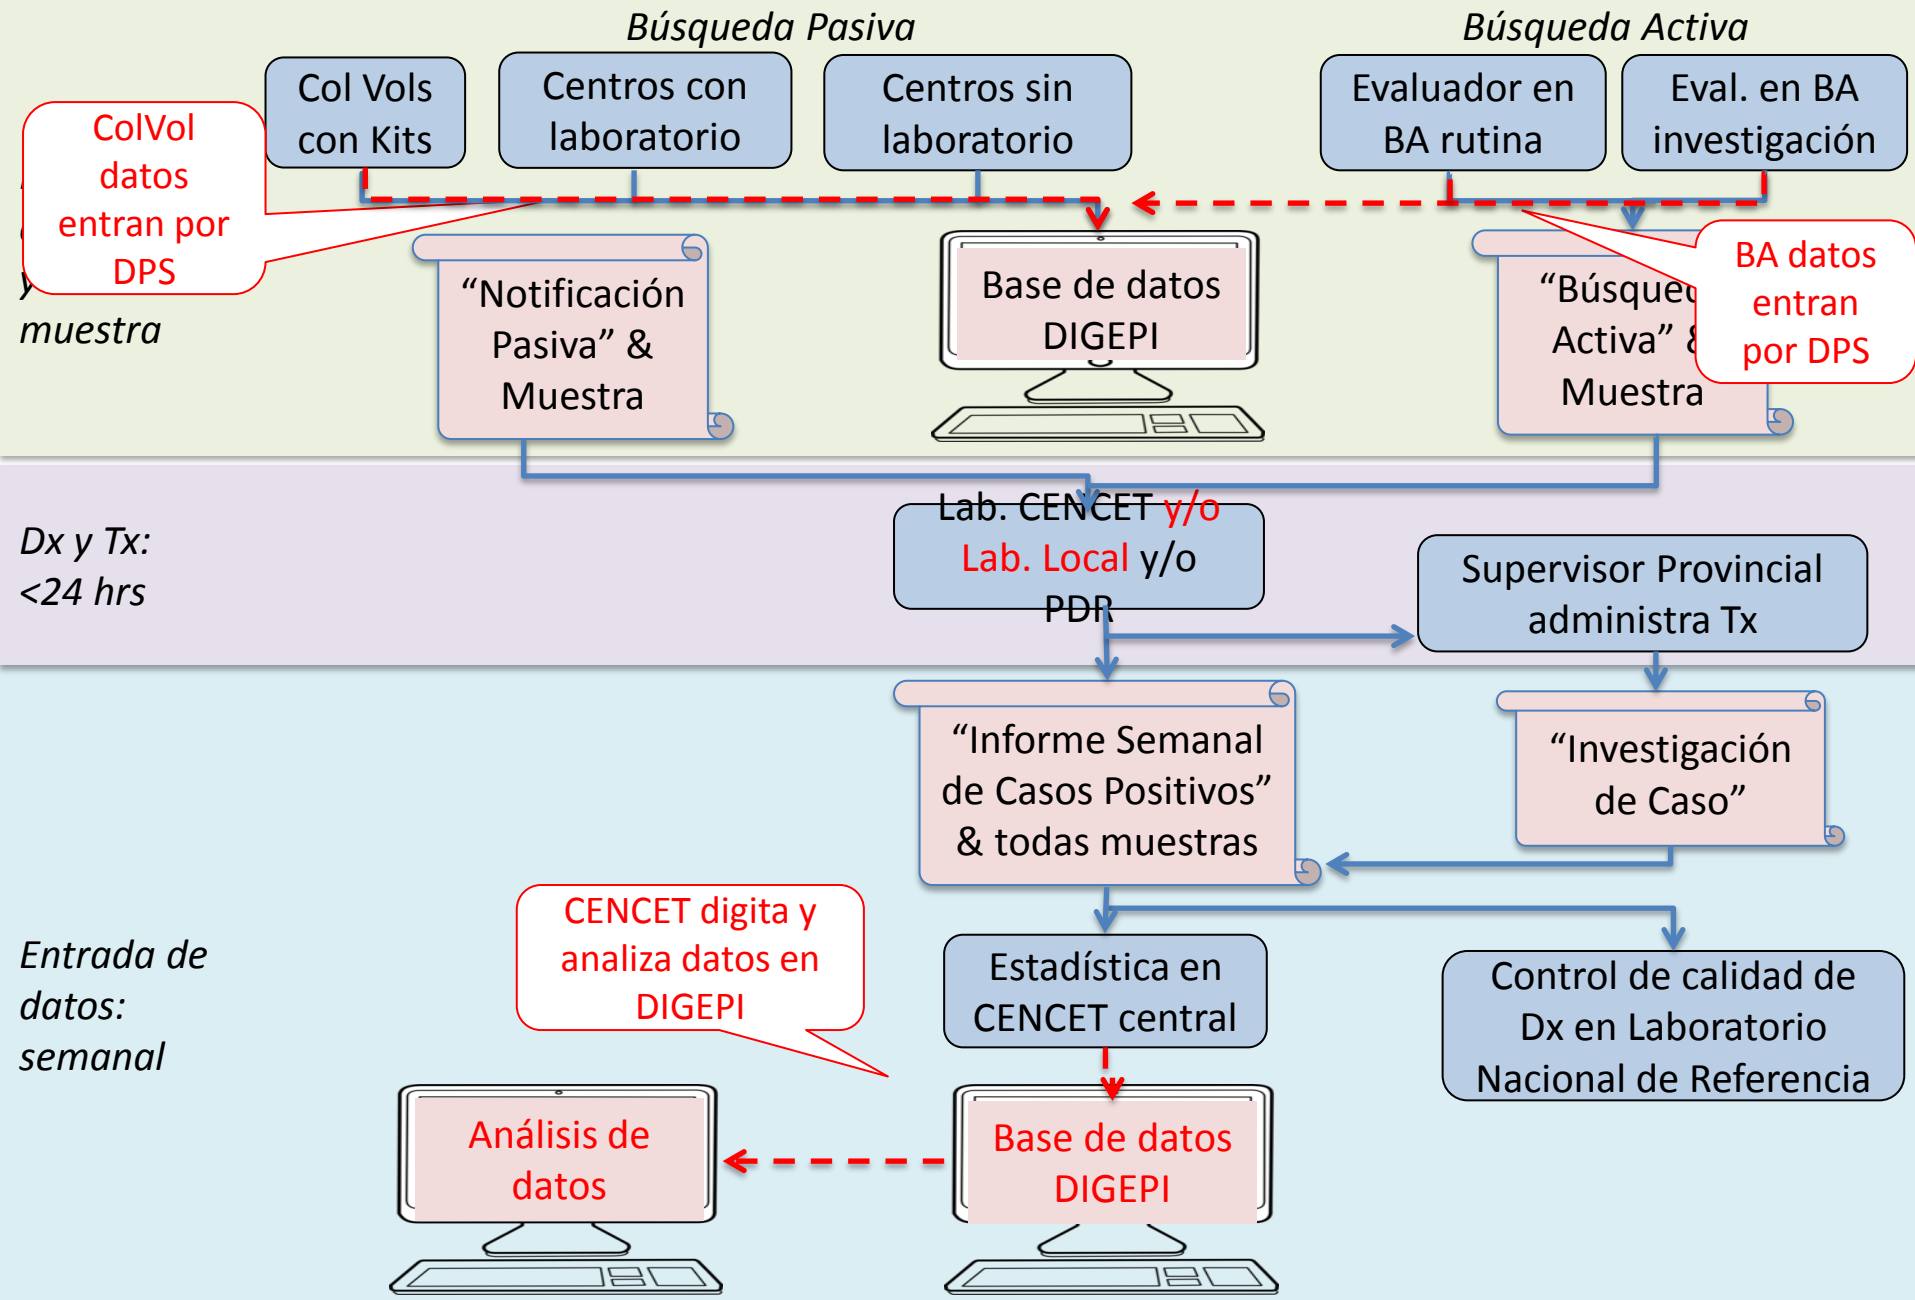 Búsqueda Pasiva
Búsqueda Activa
Col Vols
con Kits
Centros con
laboratorio
Centros sin
laboratorio
Evaluador en
BA rutina
Eval. en BA
investigación
ColVol
datos
entran por
DPS
y
muestra
“Notificación
Pasiva” &
Muestra
Base de datos
DIGEPI
Activa” &
Muestra
BA datos
entran
por DPS
Dx y Tx:
<24 hrs
Lab. CENCET y/o
Lab. Local y/o
PDR
Supervisor Provincial
administra Tx
“Informe Semanal
de Casos Positivos”
& todas muestras
“Investigación
de Caso”
Entrada de
datos:
semanal
CENCET digita y
analiza datos en
DIGEPI
Estadística en
CENCET central
Control de calidad de
Dx en Laboratorio
Nacional de Referencia
Análisis de
datos
Base de datos
DIGEPI